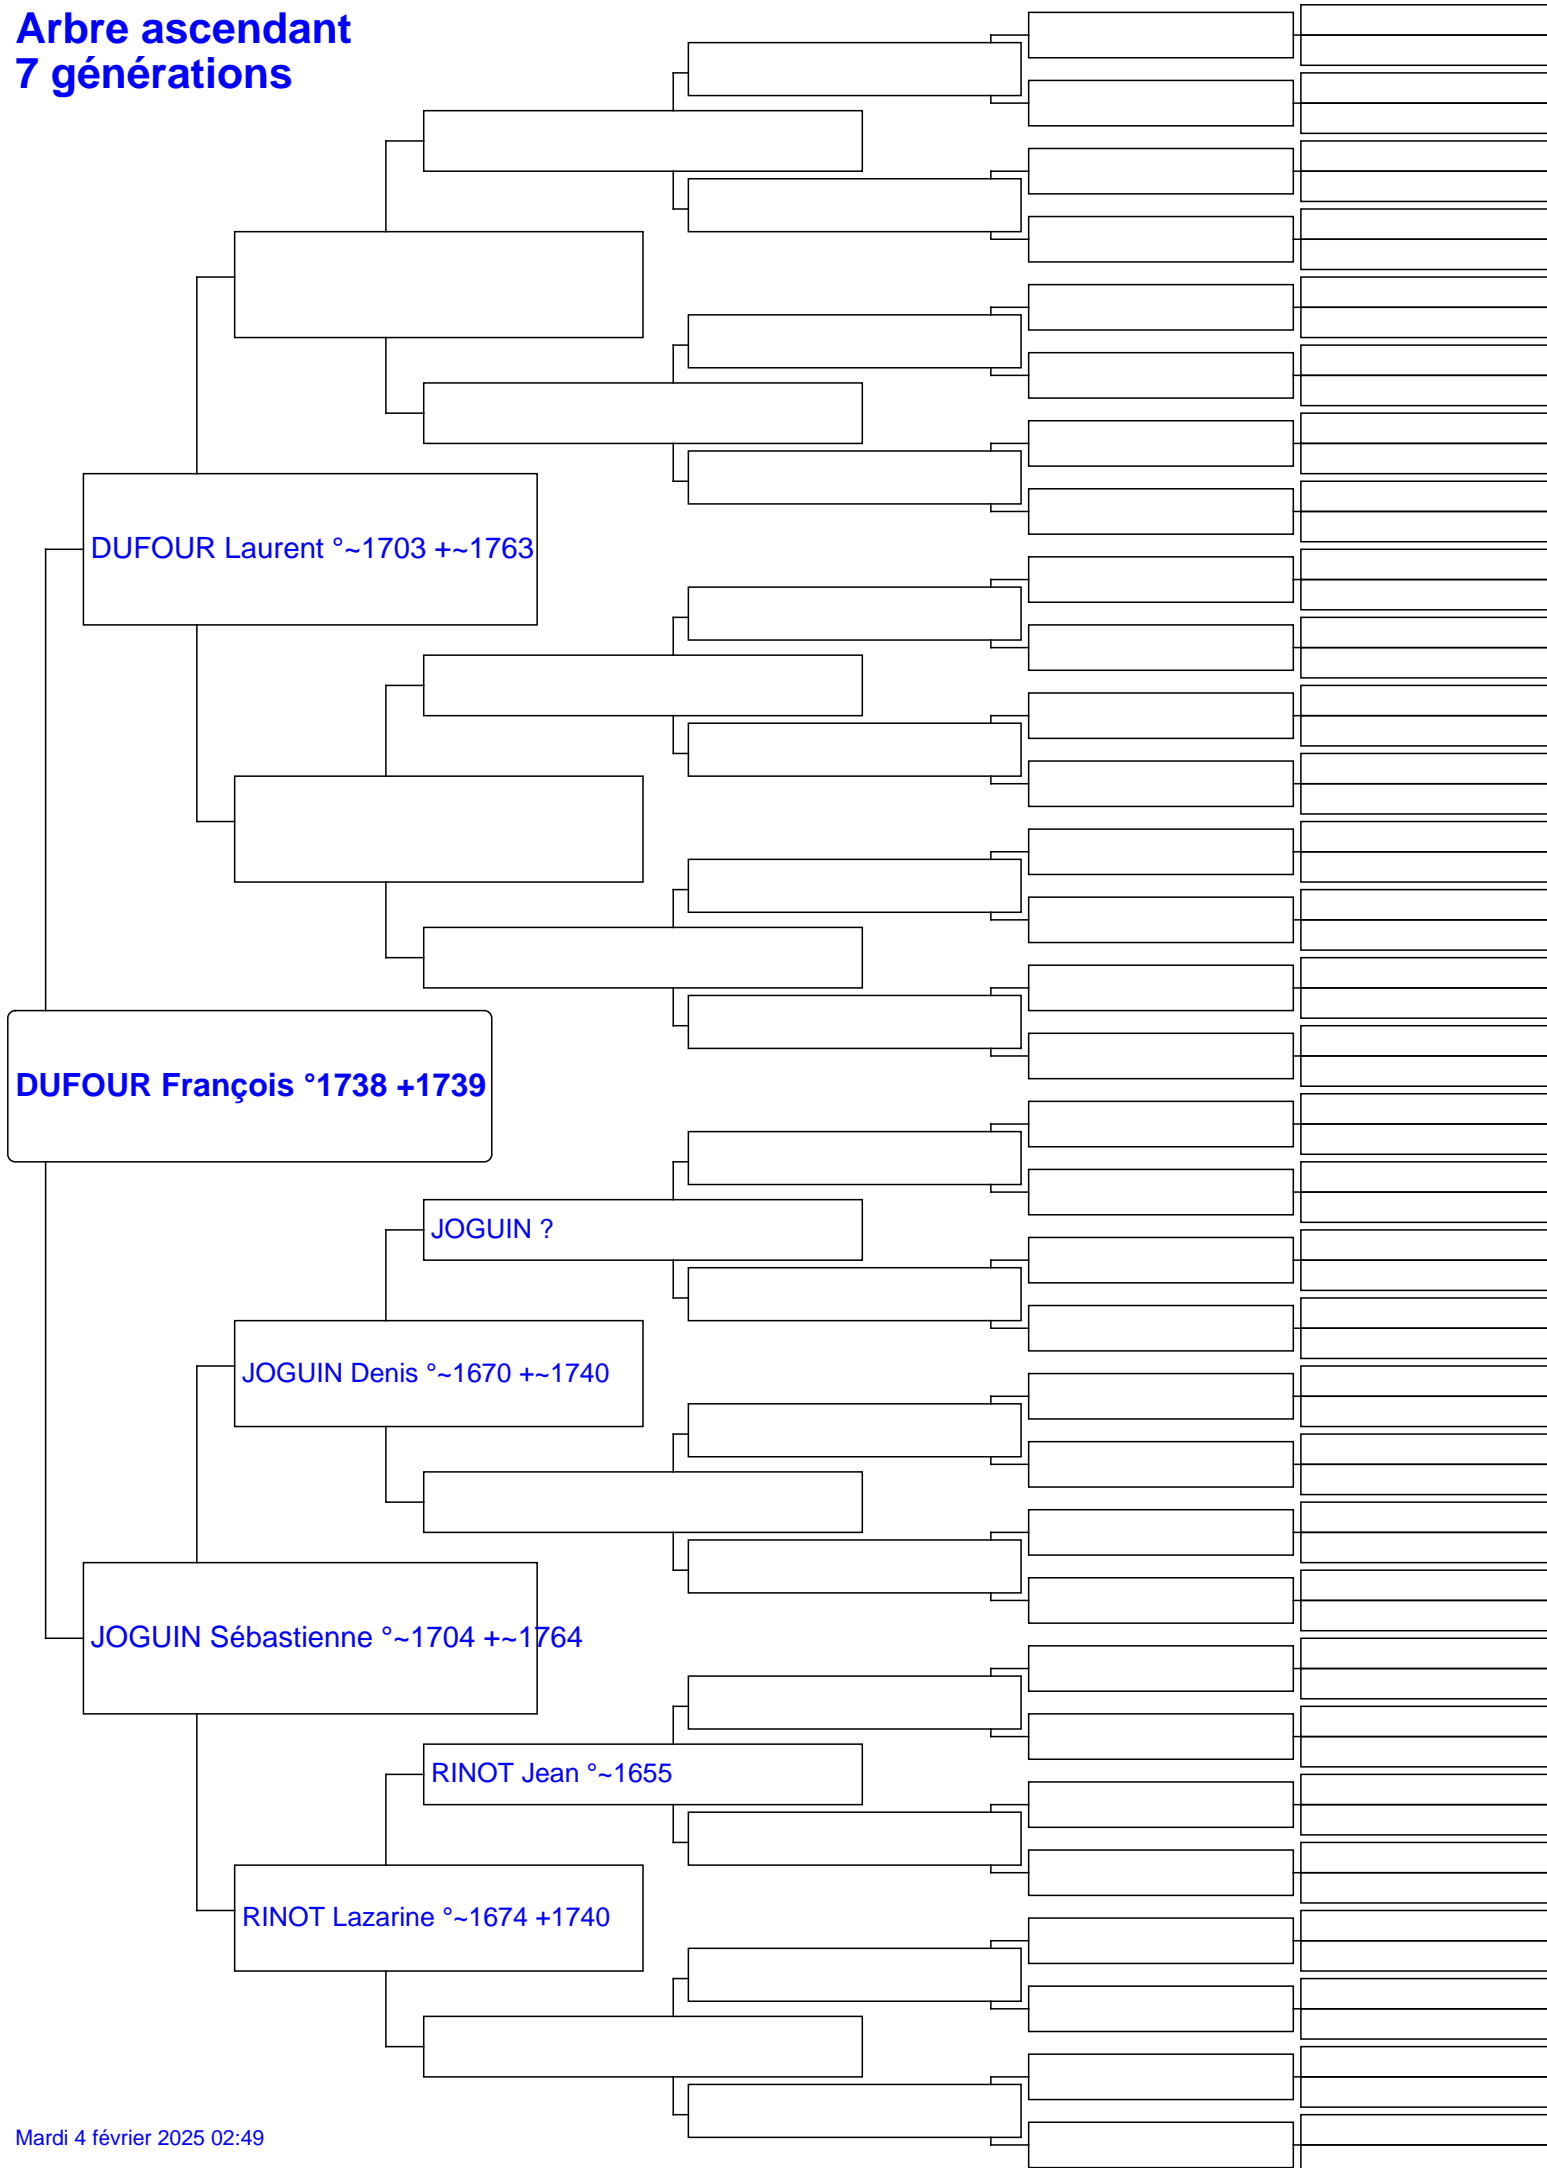 Arbre ascendant
7 générations
DUFOUR Laurent °~1703 +~1763
DUFOUR François °1738 +1739
JOGUIN ?
JOGUIN Denis °~1670 +~1740
JOGUIN Sébastienne °~1704 +~1764
RINOT Jean °~1655
RINOT Lazarine °~1674 +1740
Mardi 4 février 2025 02:49